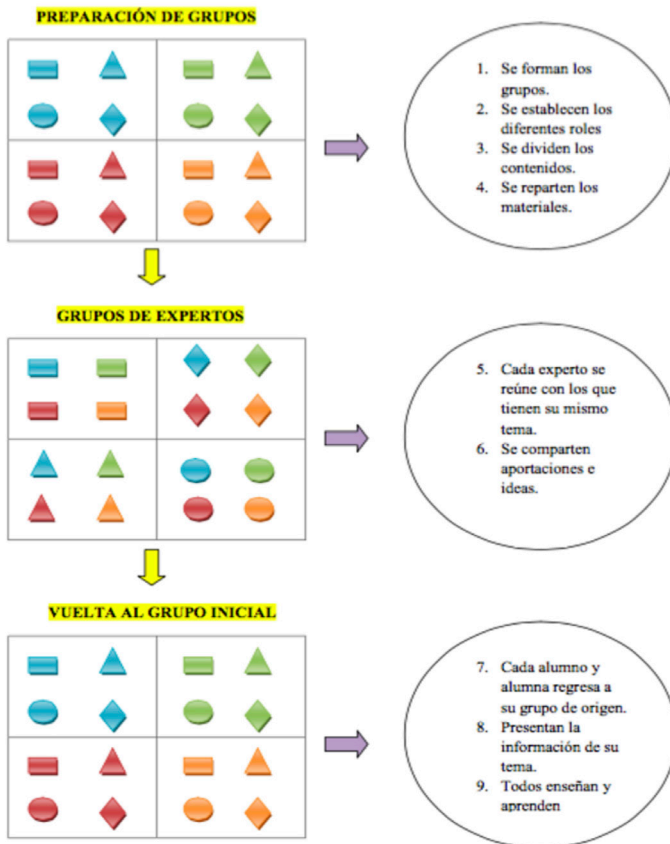 PREPARACIÓN DE GRUPOS
1. Se forman los
grupos.
2. Se establecen los
diferentes roles
3. Se dividen los
contenidos.
4. Se reparten los
materiales.
GRUPOS DE EXPERTOS
5. Cada experto se
reúne con los que
tienen su mismo
tema.
6. Se comparten
aportaciones e
ideas.
VUELTA AL GRUPO INICIAL
7. Cada alumno y
alumna regresa a
su grupo de origen.
8. Presentan la
información de su
tema.
9. Todos enseñan y
aprenden